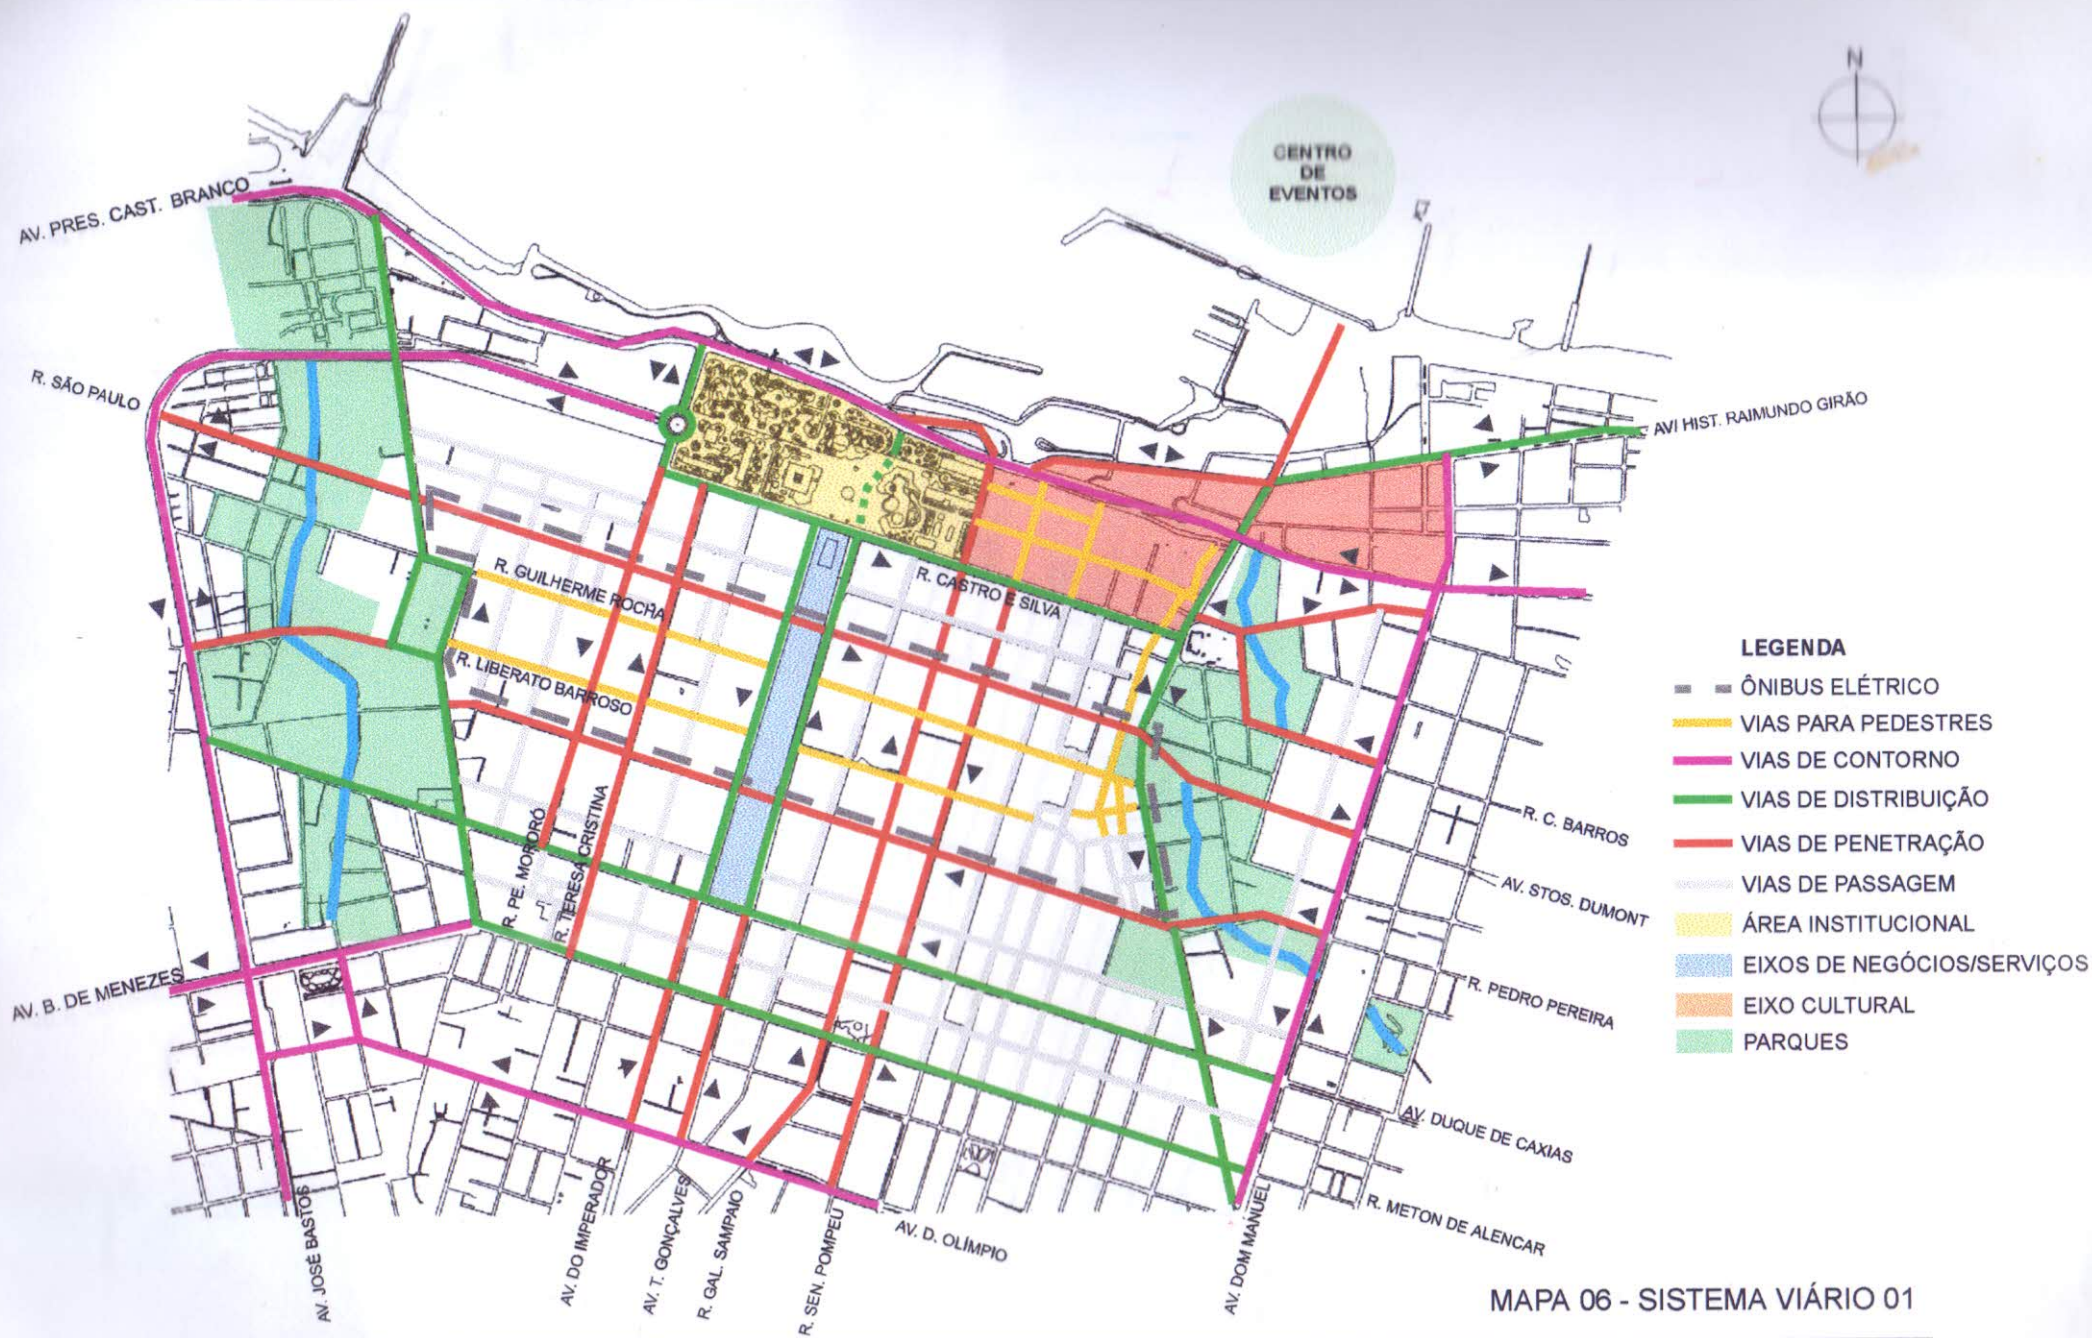 N
CENTRO
DE
EVENTOS
AV. PRES. CAST. BRANCO
R. SÃO PAULO
AV/ HIST. RAIMUNDO GIRÃO
R. GUILHERME ROCHA
R. CASTRO E SILVA
R. LIBERATO BARROSO
R. PE. MORORÓ
R. TERESA CRISTINA
AV. B. DE MENEZES
R. C. BARROS
AV. STOS. DUMONT
R. PEDRO PEREIRA
AV. DUQUE DE CAXIAS
R. METON DE ALENCAR
AV. JOSÉ BASTOS
AV. DO IMPERADOR
AV. T. GONÇALVES
R. GAL. SAMPAIO
R. SEN. POMPEU
AV. D. OLÍMPIO
AV. DOM MANUEL
LEGENDA
ÔNIBUS ELÉTRICO
VIAS PARA PEDESTRES
VIAS DE CONTORNO
VIAS DE DISTRIBUIÇÃO
VIAS DE PENETRAÇÃO
VIAS DE PASSAGEM
ÁREA INSTITUCIONAL
EIXOS DE NEGÓCIOS/SERVIÇOS
EIXO CULTURAL
PARQUES
MAPA 06 - SISTEMA VIÁRIO 01